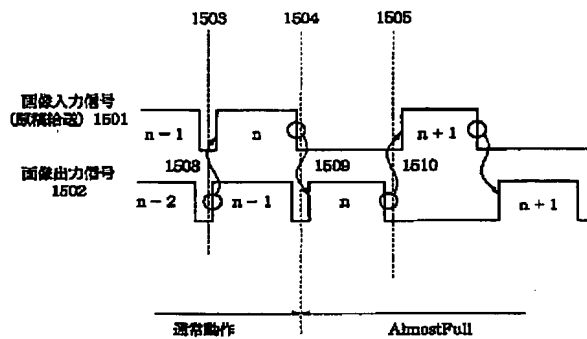 1503 1504 1505
画像入力信号
(原稿給送) 1501
n－1 n n＋1
1508 1509 1510
画像出力信号
1502
n－2 n－1 n n＋1
通常動作 AlmostFull